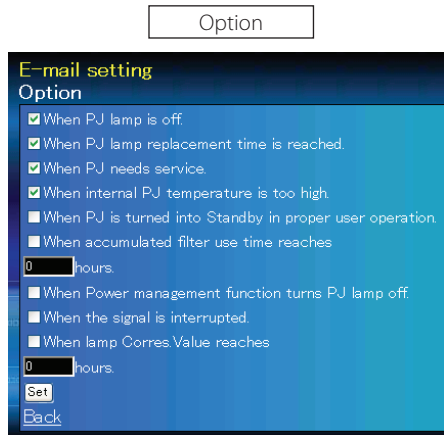 Option
E-mail setting
Option
When PJ lamp is off.
When PJ lamp replacement time is reached.
When PJ needs service.
When internal PJ temperature is too high.
When PJ is turned into Standby in proper user operation.
When accumulated filter use time reaches
0 hours.
When Power management function turns PJ lamp off.
When the signal is interrupted.
When lamp Corres.Value reaches
0 hours.
Set
Back